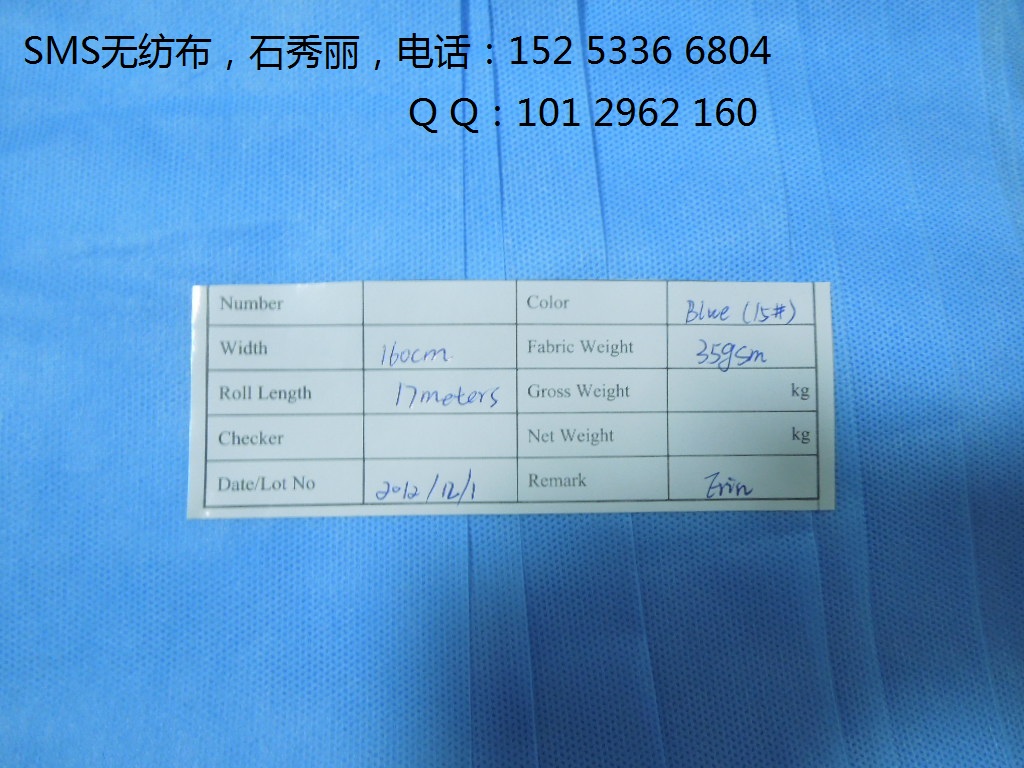 SMS无纺布，石秀丽，电话：152 5336 6804
Q Q：101 2962 160
Number Color Blue (15#)
Width 160cm Fabric Weight 35gsm
Roll Length 17meters Gross Weight kg
Checker Net Weight kg
Date/Lot No 2012/12/1 Remark Erin